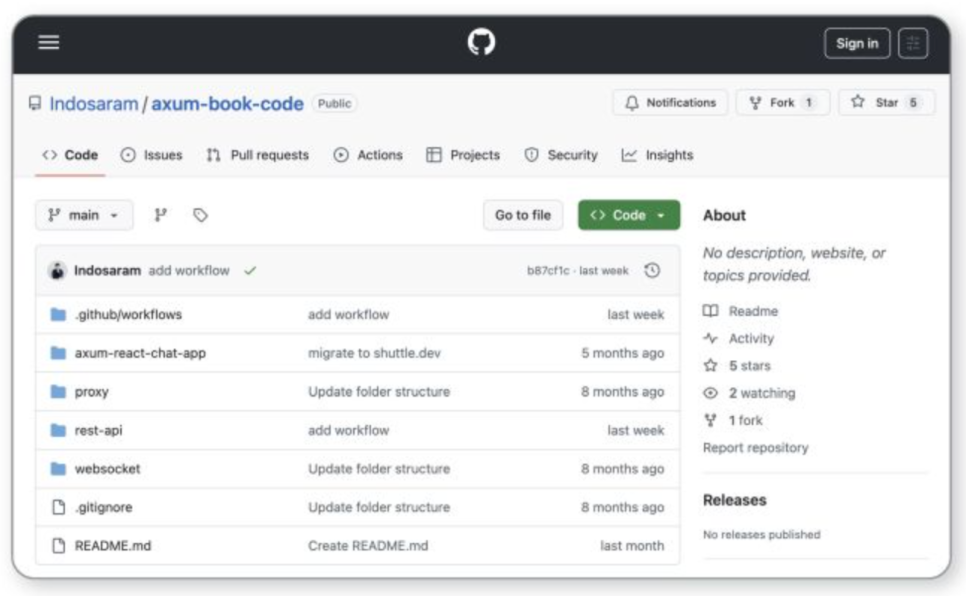 Sign in
Indosaram / axum-book-code Public
Notifications Fork 1 Star 5
Code Issues Pull requests Actions Projects Security Insights
main Go to file Code
Indosaram add workflow b87cf1c · last week
.github/workflows add workflow last week
axum-react-chat-app migrate to shuttle.dev 5 months ago
proxy Update folder structure 8 months ago
rest-api add workflow last week
websocket Update folder structure 8 months ago
.gitignore Update folder structure 8 months ago
README.md Create README.md last month
About
No description, website, or
topics provided.
Readme
Activity
5 stars
2 watching
1 fork
Report repository
Releases
No releases published